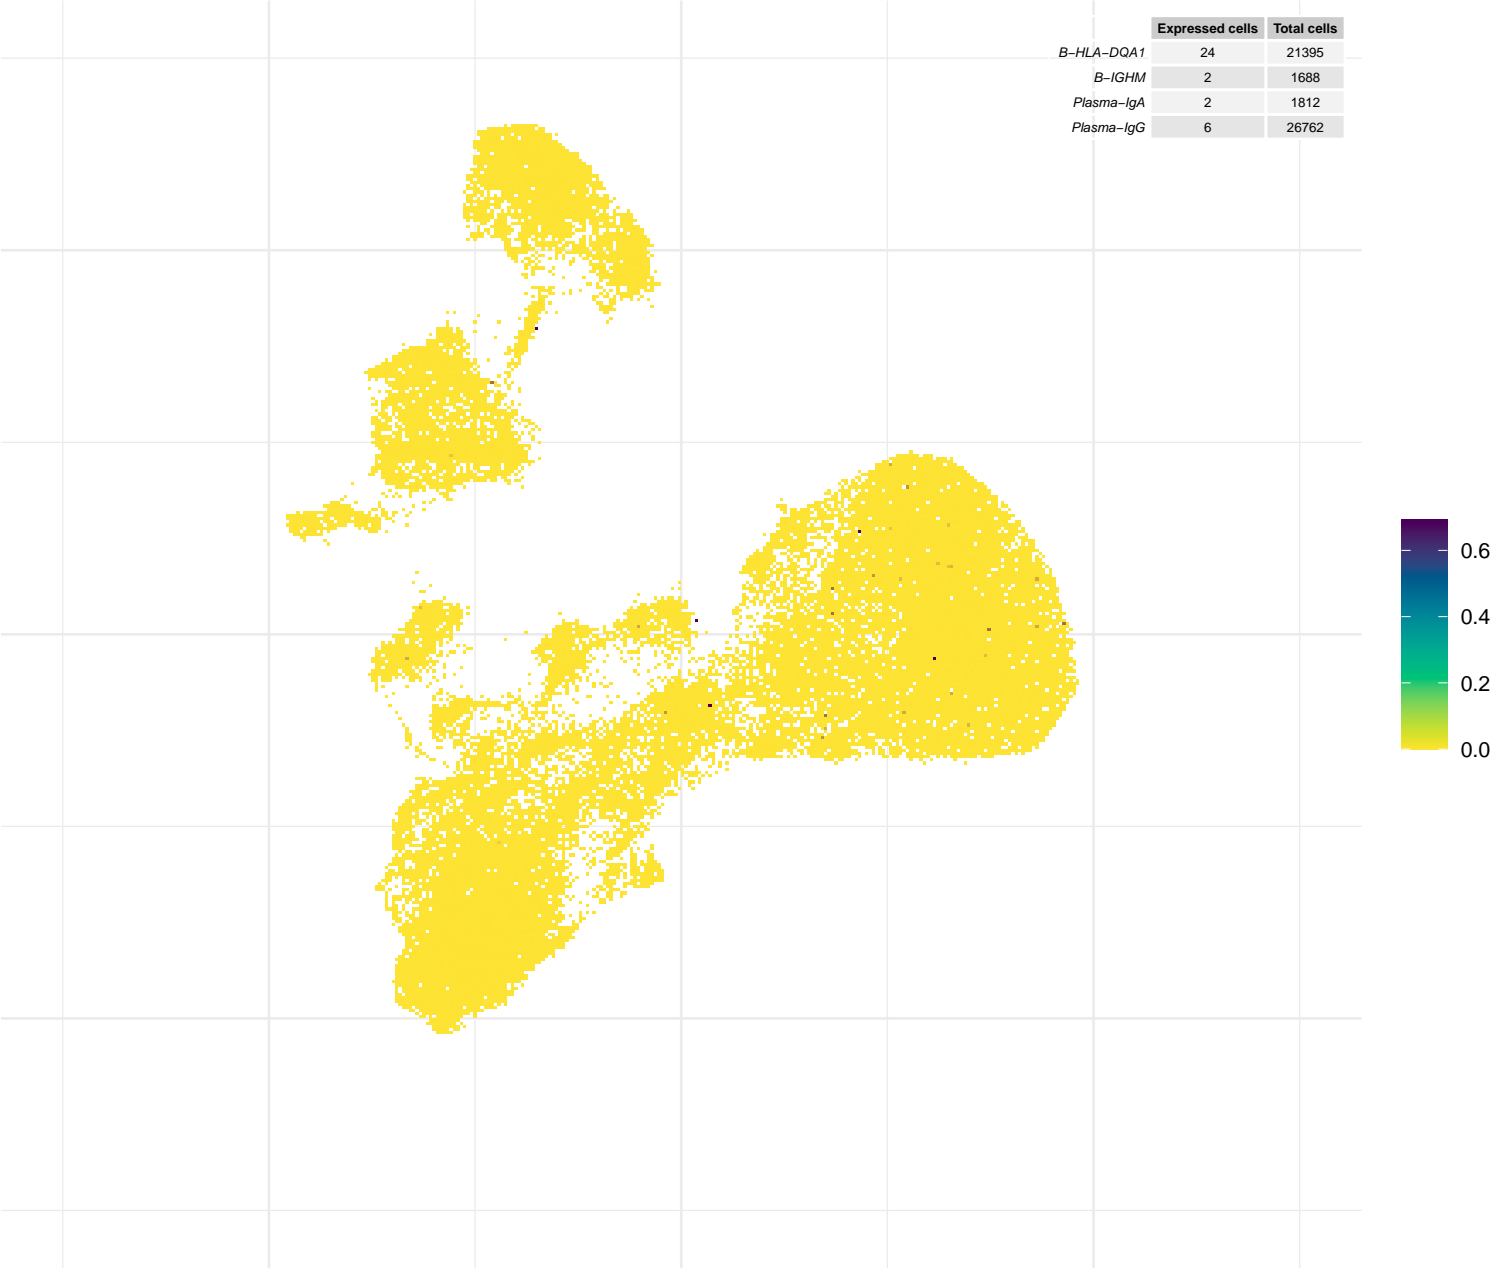 Expressed cells Total cells
B−HLA−DQA1 24 21395
B−IGHM 2 1688
Plasma−IgA 2 1812
Plasma−IgG 6 26762
0.6
0.4
0.2
0.0